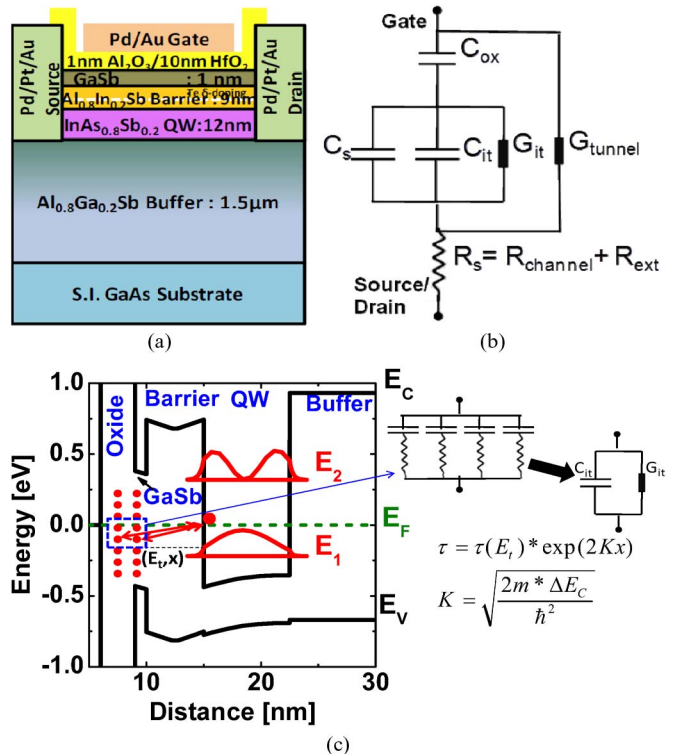 Pd/Au Gate
1nm Al2O3/10nm HfO2
GaSb : 1 nm
Te δ-doping
Al0.8In0.2Sb Barrier :9nm
InAs0.8Sb0.2 QW:12nm
Pd/Pt/Au
Source
Pd/Pt/Au
Drain
Al0.8Ga0.2Sb Buffer : 1.5μm
S.I. GaAs Substrate
(a)
Gate
Cox
Cs
Cit
Git
Gtunnel
Rs= Rchannel+ Rext
Source/
Drain
(b)
1.0
0.5
0.0
-0.5
-1.0
Energy [eV]
Oxide
Barrier QW Buffer
GaSb
(Et,x)
E2
E1
EC
EF
EV
10 20 30
Distance [nm]
Cit
Git
τ = τ(Et)* exp(2Kx)
K = √(2m * ΔEC / ħ²)
(c)